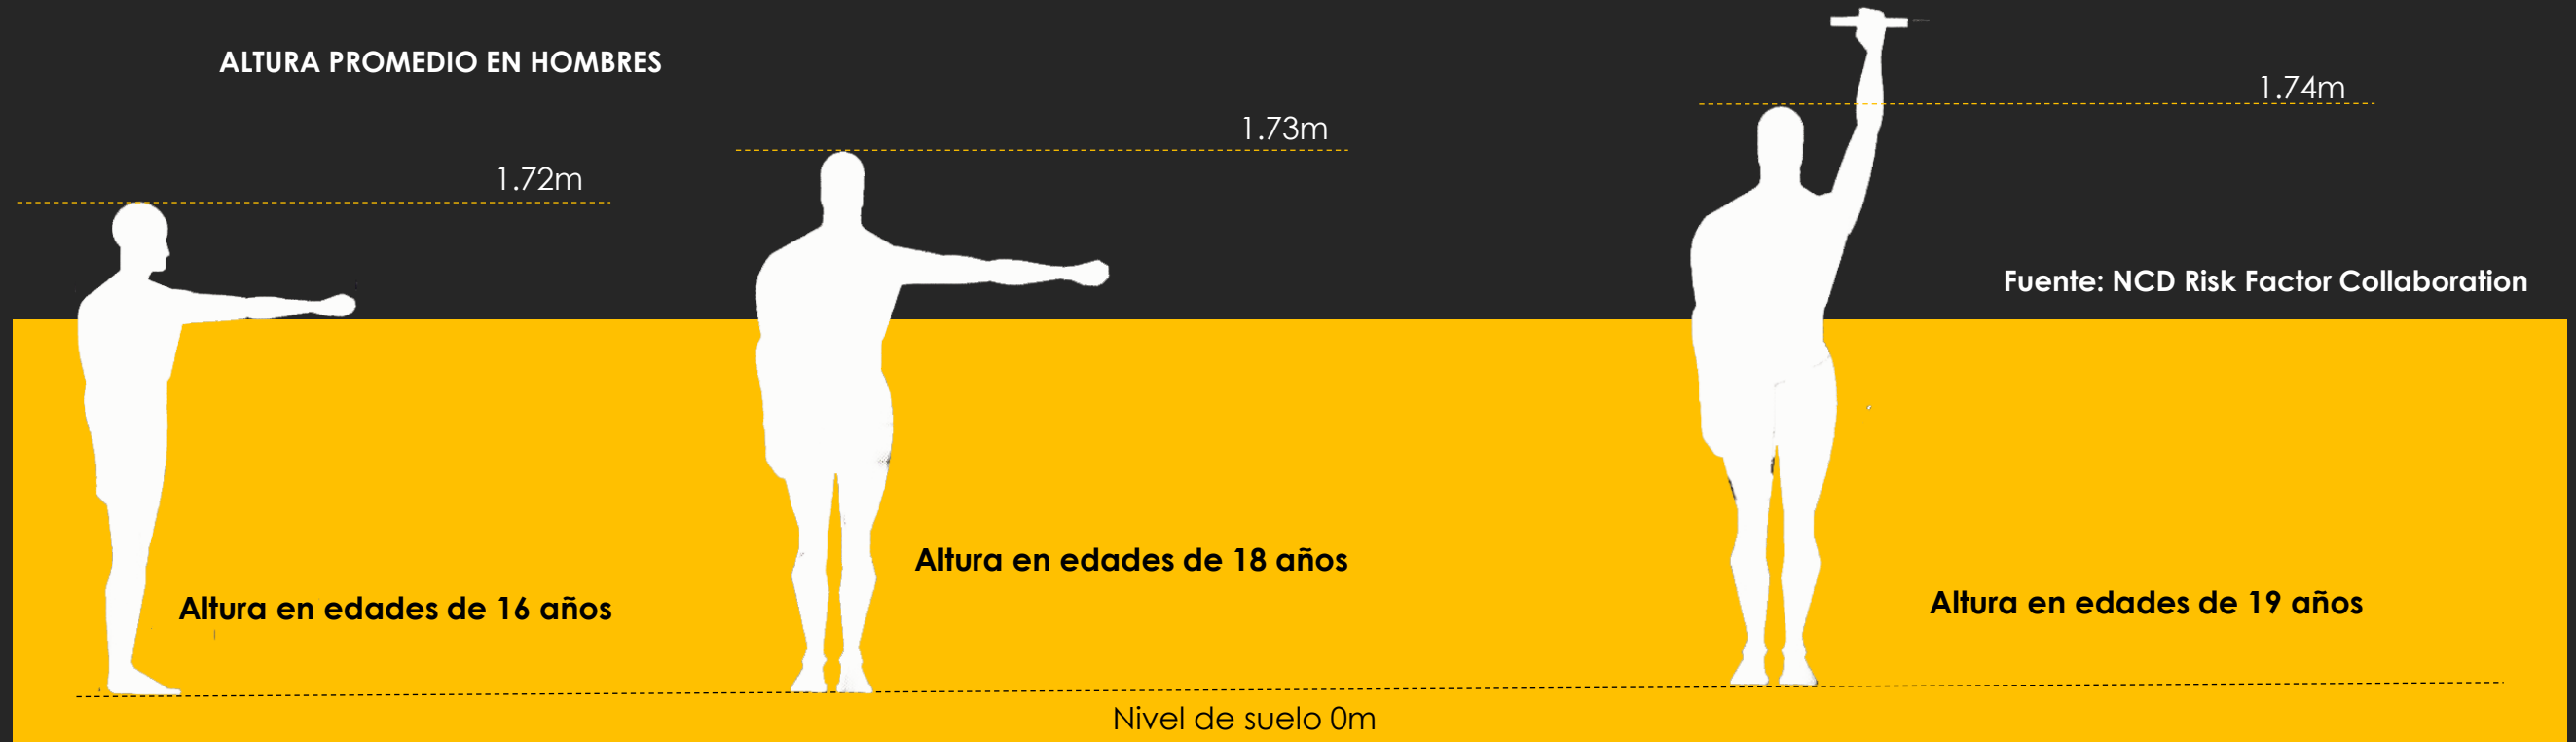 ALTURA PROMEDIO EN HOMBRES
1.72m
1.73m
1.74m
Fuente: NCD Risk Factor Collaboration
Altura en edades de 16 años
Altura en edades de 18 años
Altura en edades de 19 años
Nivel de suelo 0m